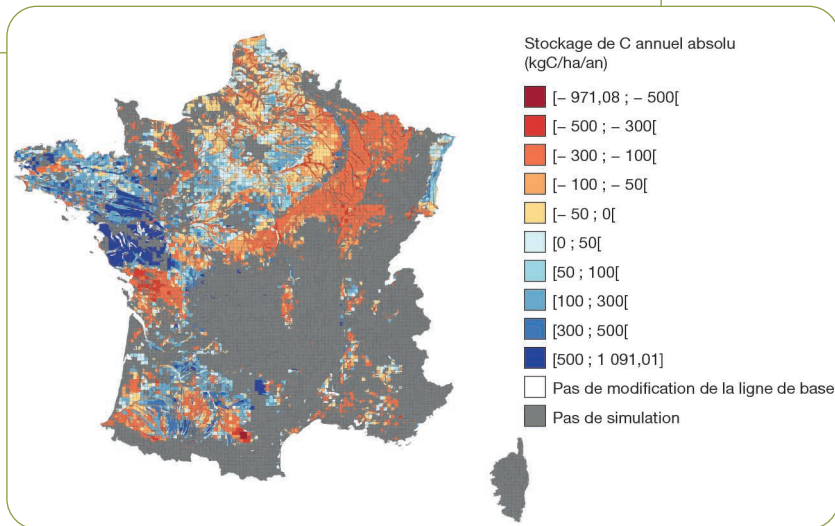 Stockage de C annuel absolu
(kgC/ha/an)
[– 971,08 ; – 500[
[– 500 ; – 300[
[– 300 ; – 100[
[– 100 ; – 50[
[– 50 ; 0[
[0 ; 50[
[50 ; 100[
[100 ; 300[
[300 ; 500[
[500 ; 1 091,01]
Pas de modification de la ligne de base
Pas de simulation